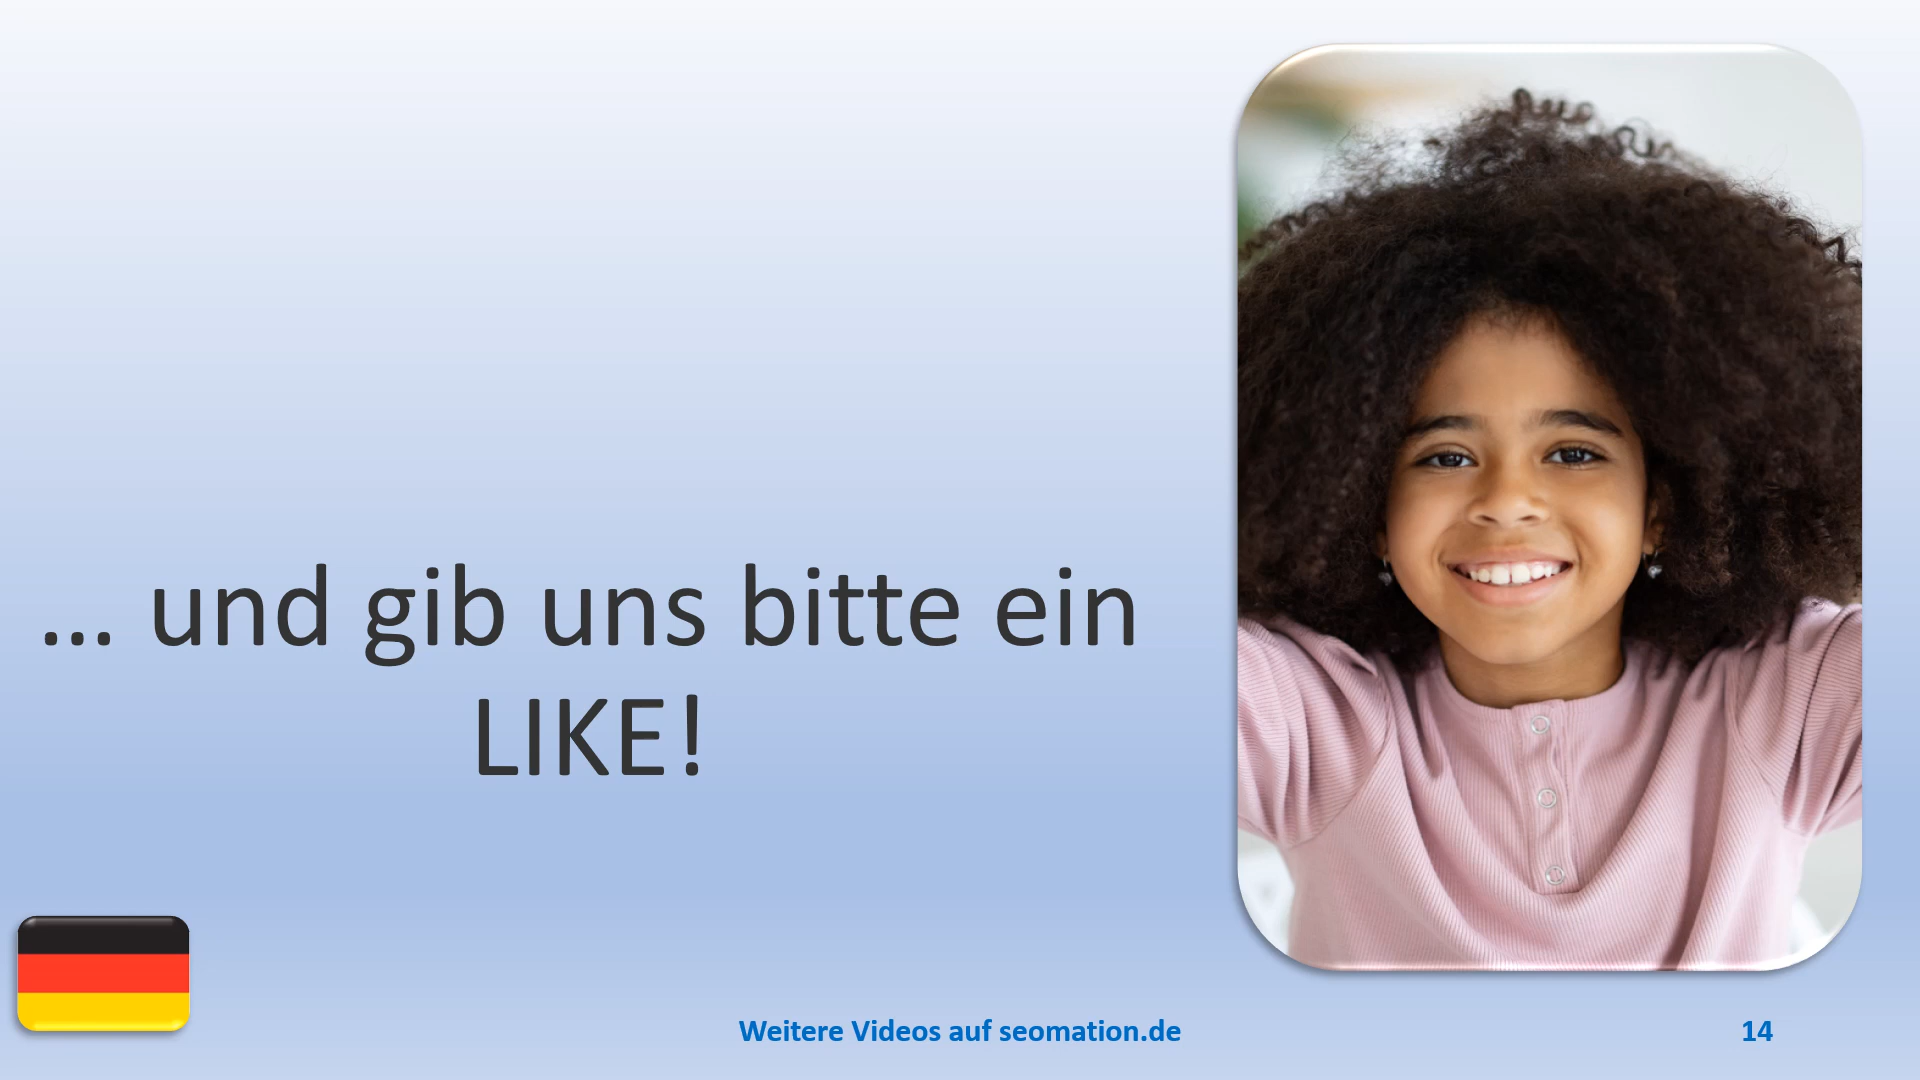 ... und gib uns bitte ein
LIKE!
Weitere Videos auf seomation.de
14